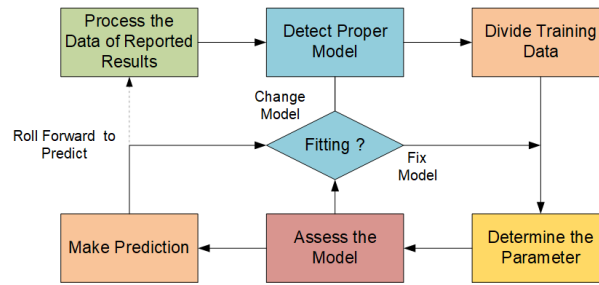 Process the
the Data of Reported
Results
Detect Proper
Model
Divide Training
Data
Change
Model
Roll Forward to
Predict
Fitting ?
Fix
Model
Make Prediction
Assess the
Model
Determine the
Parameter